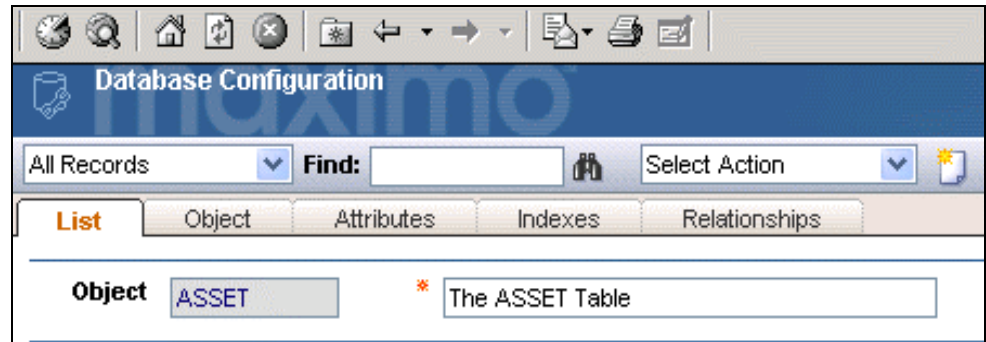 Database Configuration
maximo
All Records Find: Select Action
List Object Attributes Indexes Relationships
Object ASSET * The ASSET Table